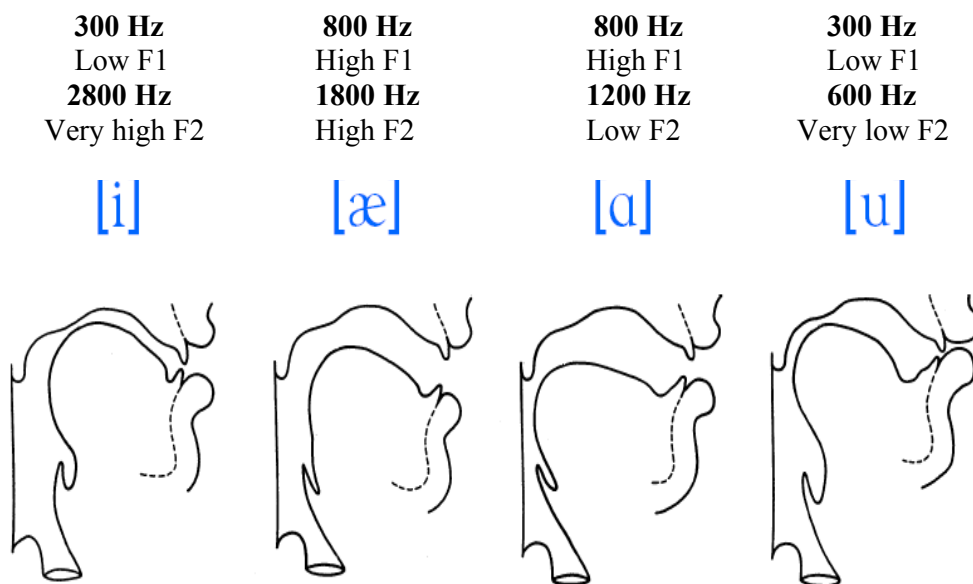 300 Hz 800 Hz 800 Hz 300 Hz
Low F1 High F1 High F1 Low F1
2800 Hz 1800 Hz 1200 Hz 600 Hz
Very high F2 High F2 Low F2 Very low F2
[i] [æ] [ɑ] [u]